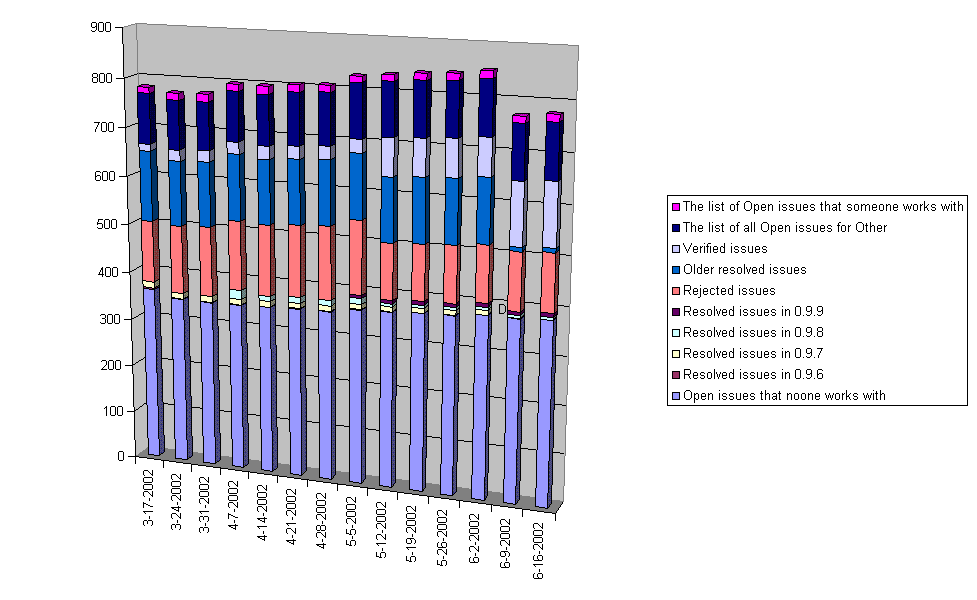 900
800
700
600
500
400
300
200
100
0
D
3-17-2002
3-24-2002
3-31-2002
4-7-2002
4-14-2002
4-21-2002
4-28-2002
5-5-2002
5-12-2002
5-19-2002
5-26-2002
6-2-2002
6-9-2002
6-16-2002
The list of Open issues that someone works with
The list of all Open issues for Other
Verified issues
Older resolved issues
Rejected issues
Resolved issues in 0.9.9
Resolved issues in 0.9.8
Resolved issues in 0.9.7
Resolved issues in 0.9.6
Open issues that noone works with